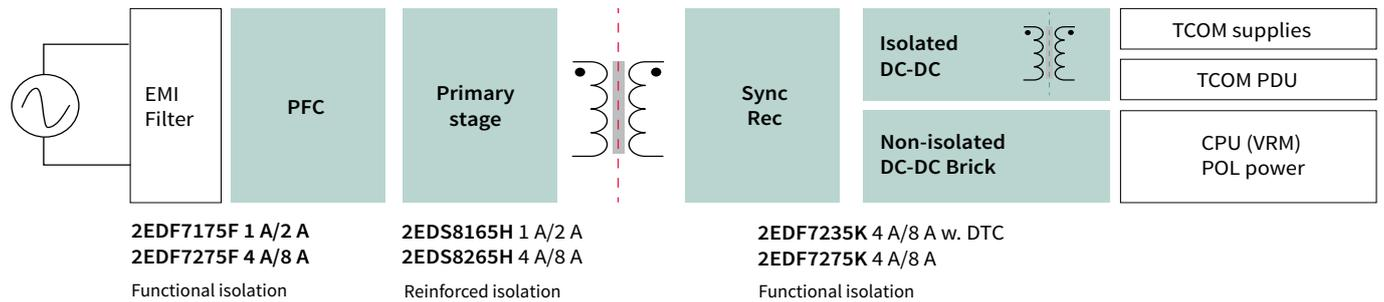 EMI
Filter
PFC
Primary
stage
Sync
Rec
Isolated
DC-DC
Non-isolated
DC-DC Brick
TCOM supplies
TCOM PDU
CPU (VRM)
POL power
2EDF7175F 1 A/2 A
2EDF7275F 4 A/8 A
Functional isolation
2EDS8165H 1 A/2 A
2EDS8265H 4 A/8 A
Reinforced isolation
2EDF7235K 4 A/8 A w. DTC
2EDF7275K 4 A/8 A
Functional isolation